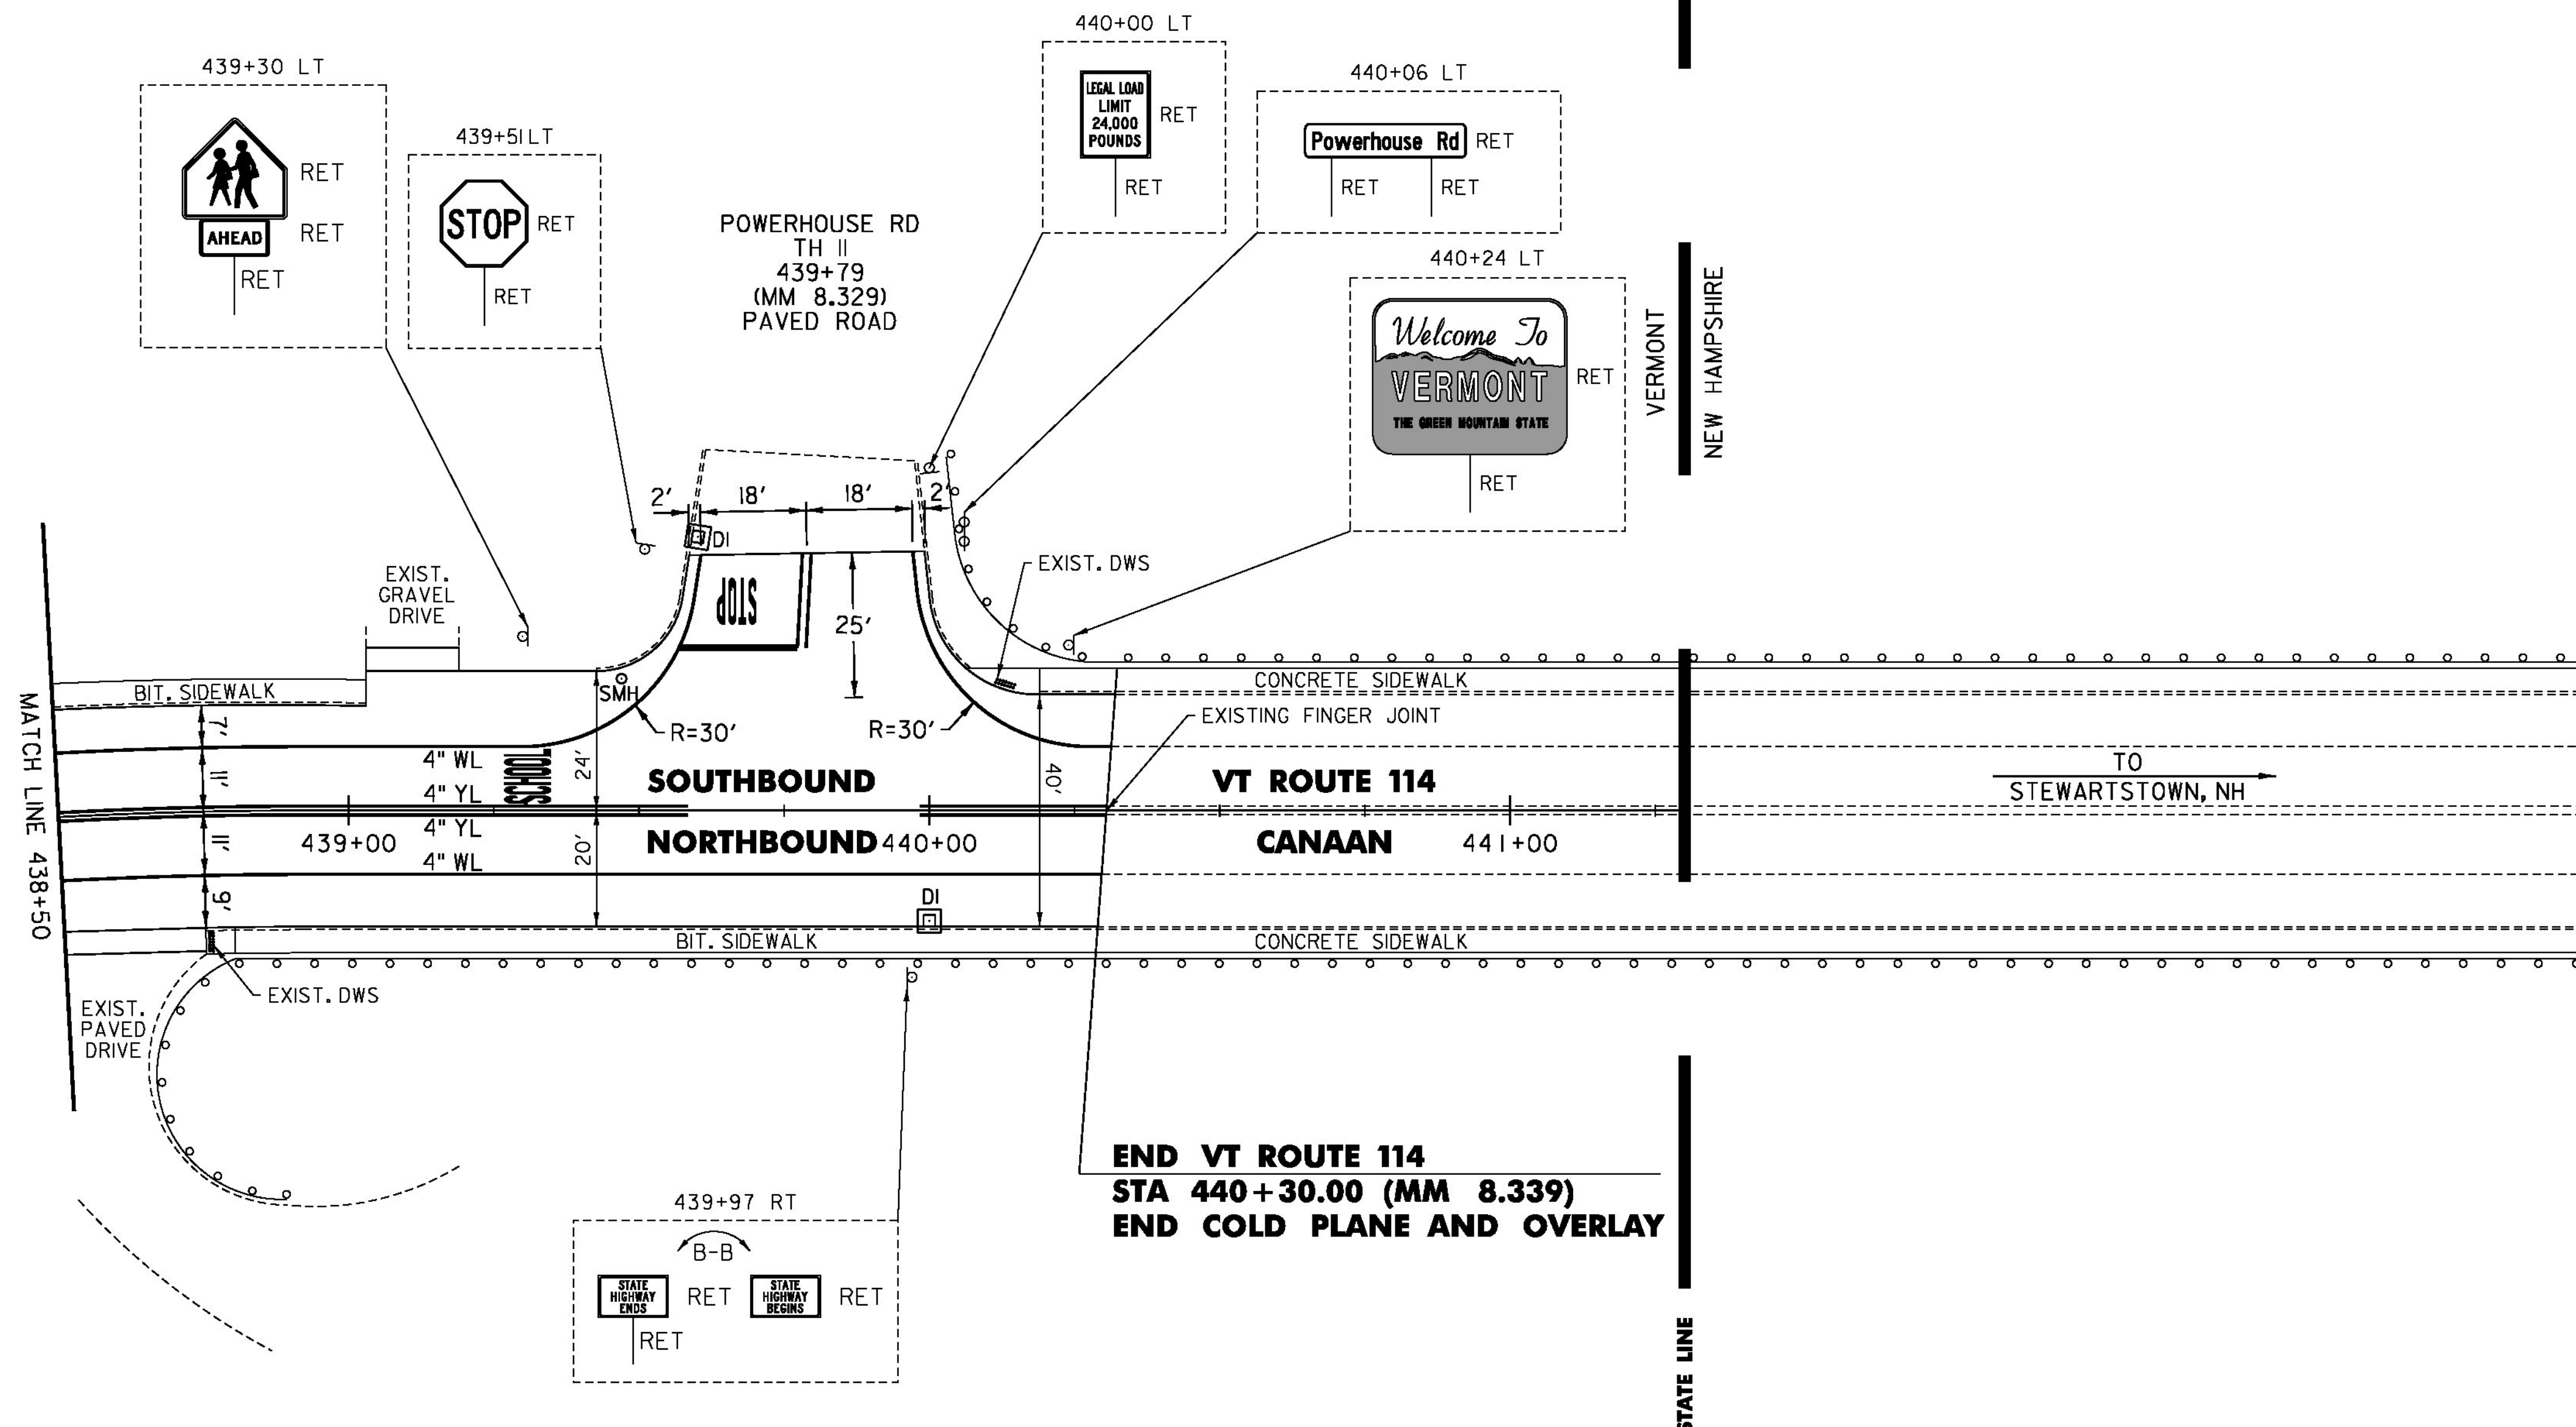 440+00 LT
439+30 LT
440+06 LT
LEGAL LOAD
LIMIT
24,000
POUNDS
RET
RET
439+51 LT
Powerhouse Rd
RET
RET
RET
RET
AHEAD
RET
RET
STOP
RET
RET
POWERHOUSE RD
TH 11
439+79
(MM 8.329)
PAVED ROAD
440+24 LT
Welcome To
VERMONT
THE GREEN MOUNTAIN STATE
RET
RET
VERMONT
NEW HAMPSHIRE
2'
18'
18'
2'
DI
EXIST. DWS
EXIST.
GRAVEL
DRIVE
STOP
25'
BIT. SIDEWALK
SMH
CONCRETE SIDEWALK
MATCH LINE 438+50
7'
R=30'
R=30'
EXISTING FINGER JOINT
11'
4" WL
SCHOOL
24'
SOUTHBOUND
40'
VT ROUTE 114
TO
STEWARTSTOWN, NH
4" YL
4" YL
11'
439+00
4" WL
20'
NORTHBOUND
440+00
CANAAN
441+00
9'
DI
BIT. SIDEWALK
CONCRETE SIDEWALK
EXIST. DWS
EXIST.
PAVED
DRIVE
END VT ROUTE 114
STA 440+30.00 (MM 8.339)
END COLD PLANE AND OVERLAY
439+97 RT
B-B
STATE
HIGHWAY
ENDS
RET
STATE
HIGHWAY
BEGINS
RET
RET
STATE LINE